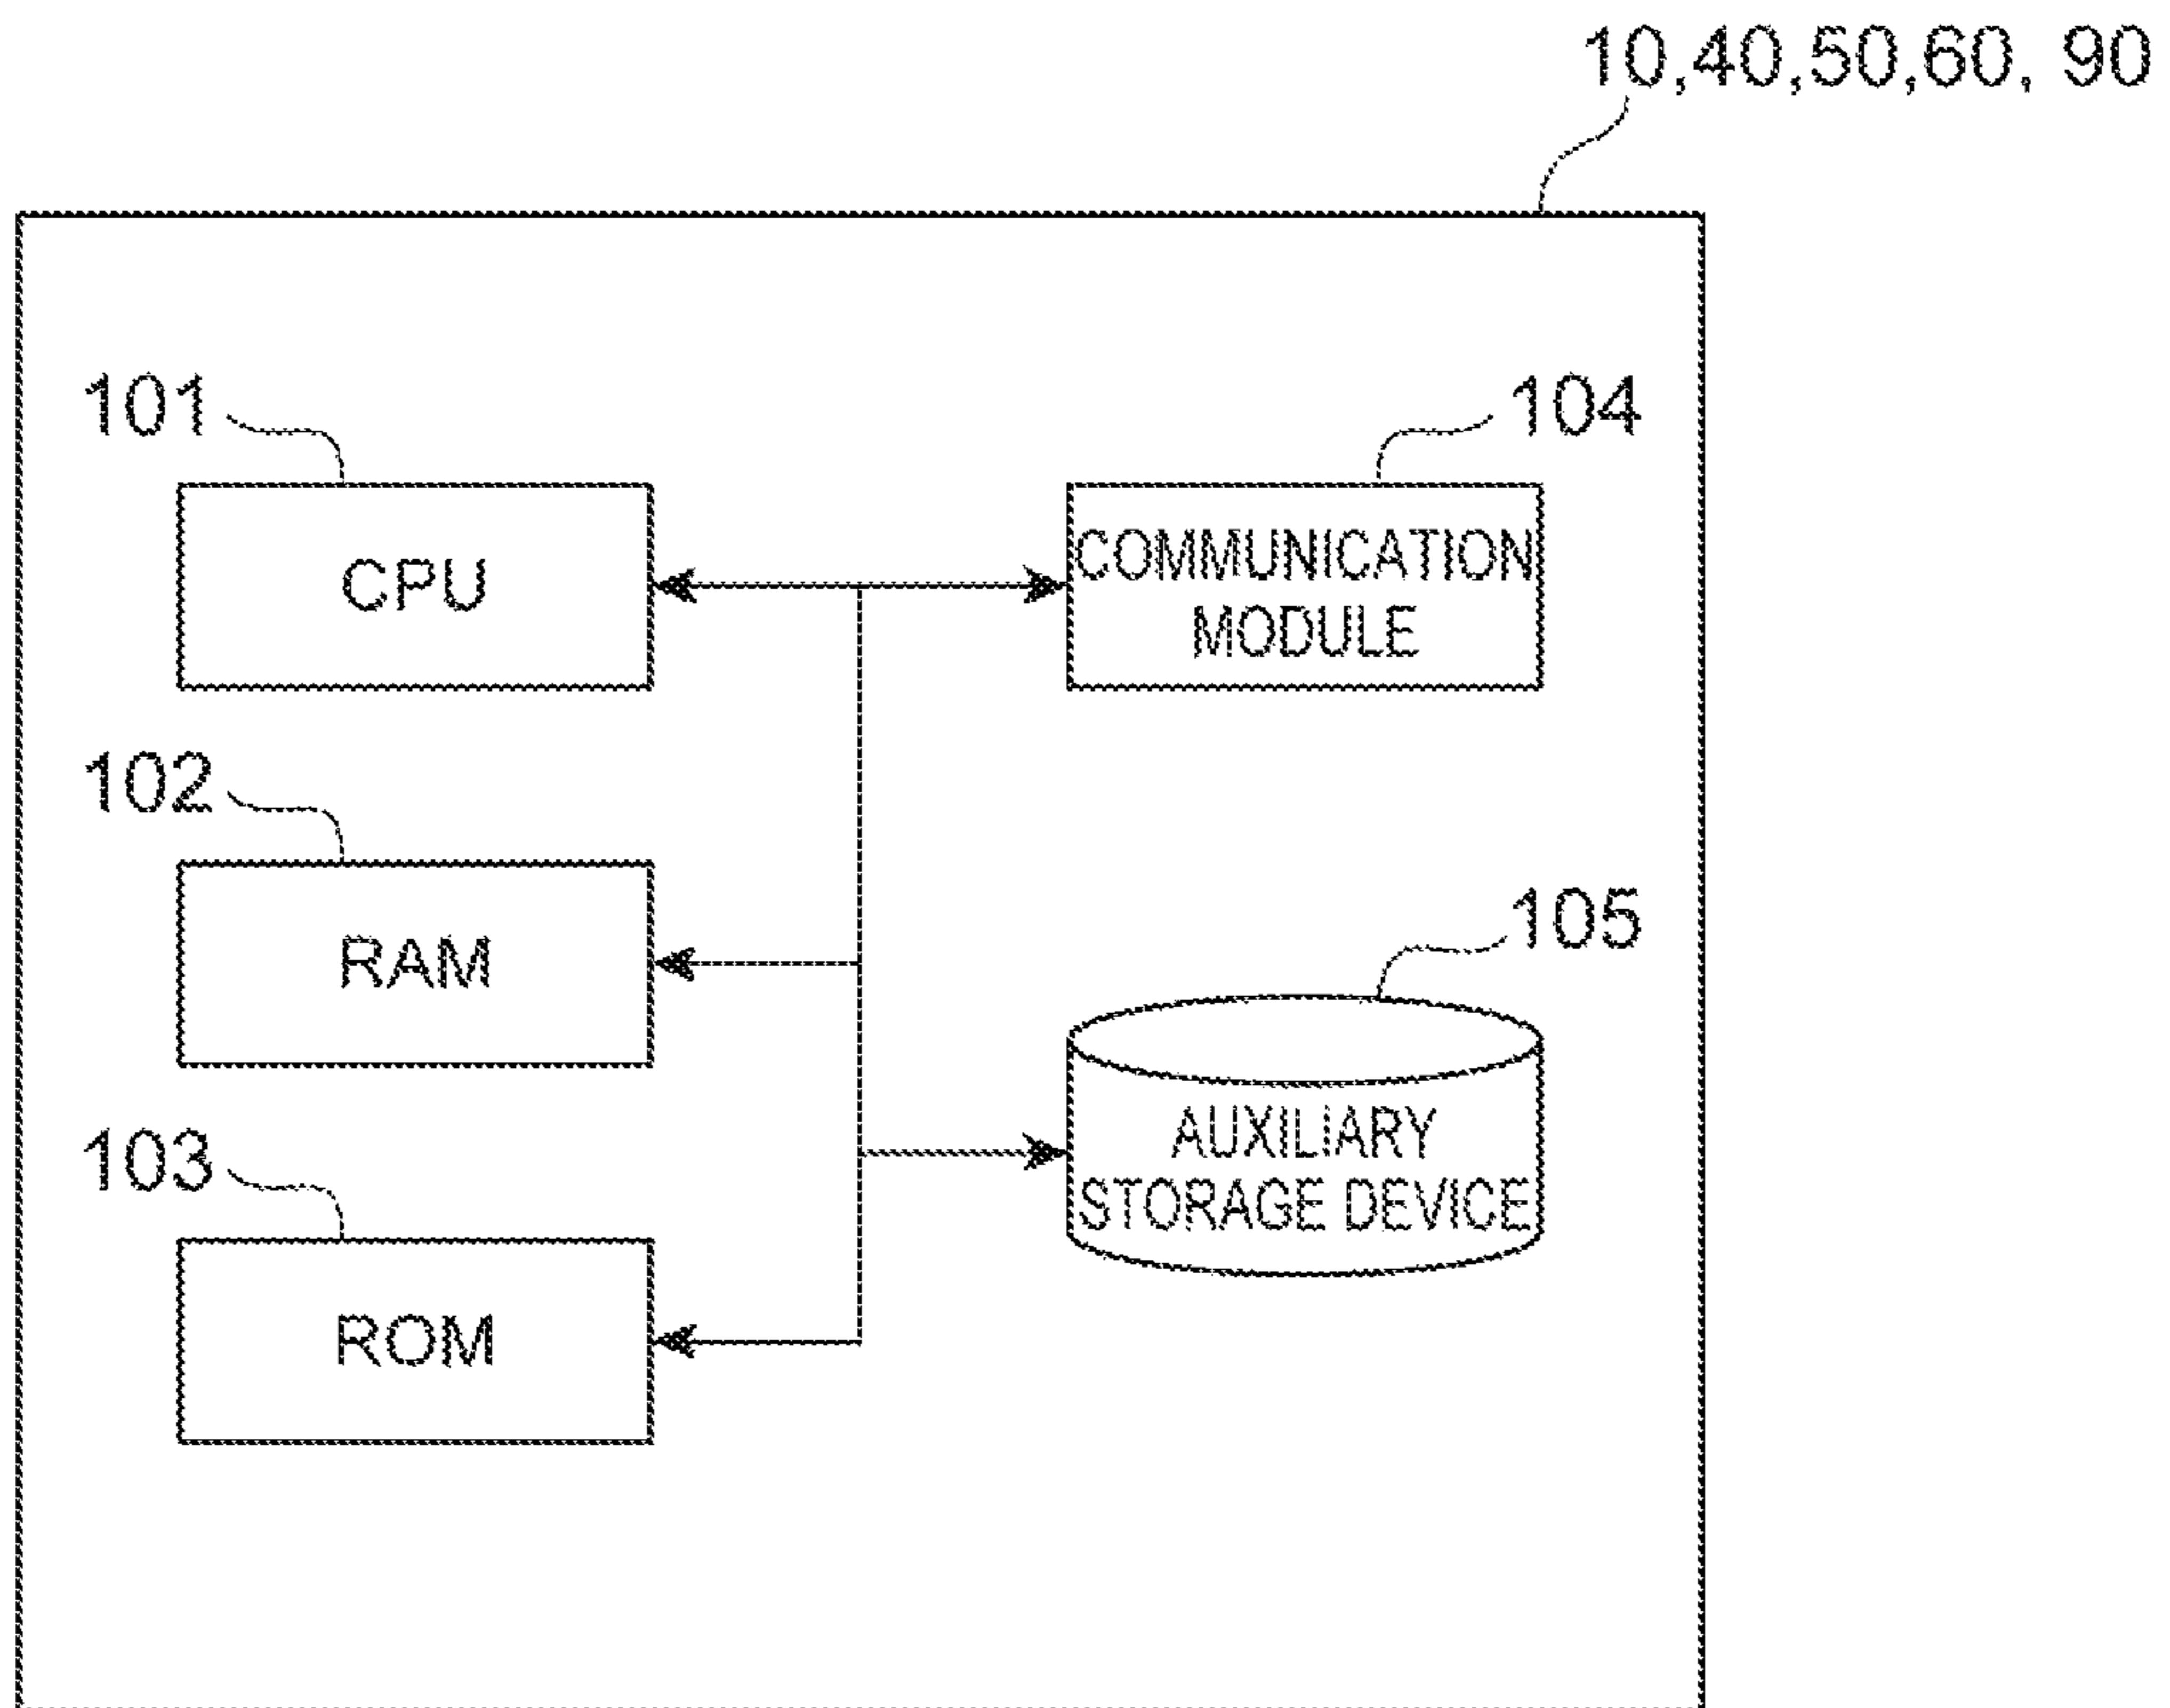 10,40,50,60, 90
101
CPU
104
COMMUNICATION
MODULE
102
RAM
105
AUXILIARY
STORAGE DEVICE
103
ROM